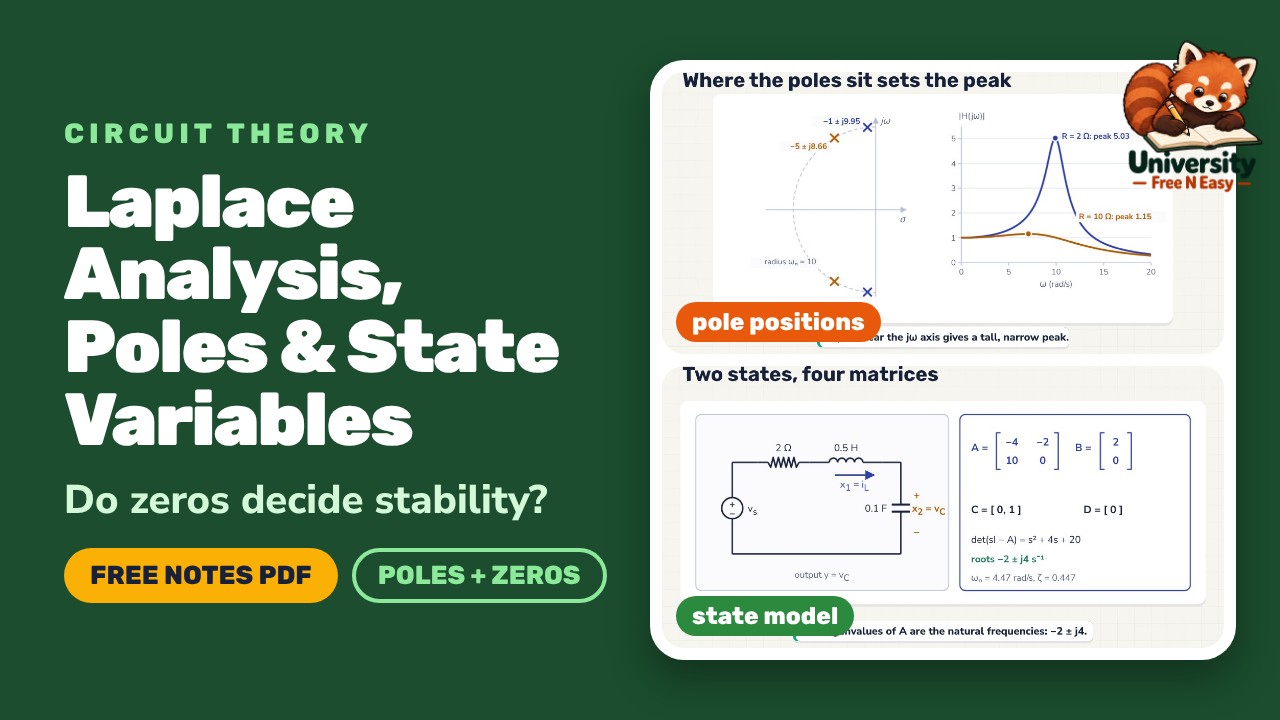 CIRCUIT THEORY
Laplace
Analysis,
Poles & State
Variables
Do zeros decide stability?
FREE NOTES PDF
POLES + ZEROS
Where the poles sit sets the peak
−1 ± j9.95
jω
−5 ± j8.66
σ
radius ωₙ = 10
|H(jω)|
5
4
3
2
1
0
R = 2 Ω: peak 5.03
R = 10 Ω: peak 1.15
0 5 10 15 20
ω (rad/s)
pole positions
near the jω axis gives a tall, narrow peak.
University
Free N Easy
Two states, four matrices
2 Ω
0.5 H
x₁ = i_L
+
−
vₛ
0.1 F
+
x₂ = v_C
−
output y = v_C
A = [ −4 −2
10 0 ]
B = [ 2
0 ]
C = [ 0, 1 ]
D = [ 0 ]
det(sI − A) = s² + 4s + 20
roots −2 ± j4 s⁻¹
ωₙ = 4.47 rad/s, ζ = 0.447
state model
of A are the natural frequencies: −2 ± j4.